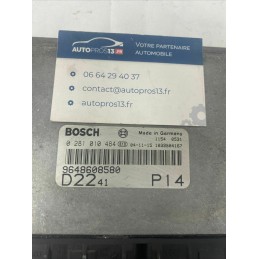 AUTOPROS13.FR
VOTRE PARTENAIRE
AUTOMOBILE
06 64 29 40 37
contact@autopros13.fr
autopros13.fr
BOSCH
Made in Germany
0 281 010 484
9648608580
D22 41 P14